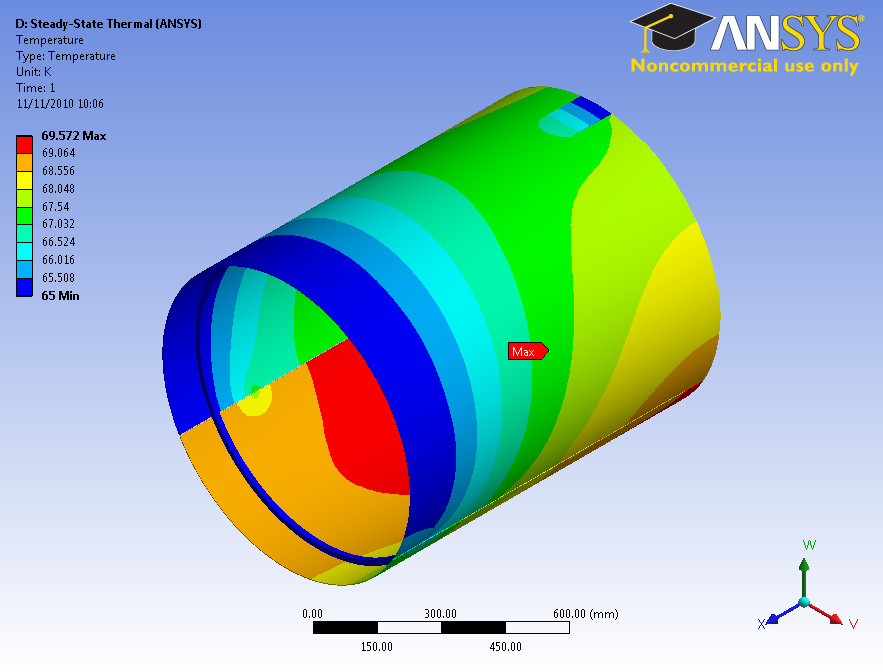 D: Steady-State Thermal (ANSYS)
Temperature
Type: Temperature
Unit: K
Time: 1
11/11/2010 10:06
ANSYS®
Noncommercial use only
69.572 Max
69.064
68.556
68.048
67.54
67.032
66.524
66.016
65.508
65 Min
Max
W
X
V
0.00 300.00 600.00 (mm)
150.00 450.00